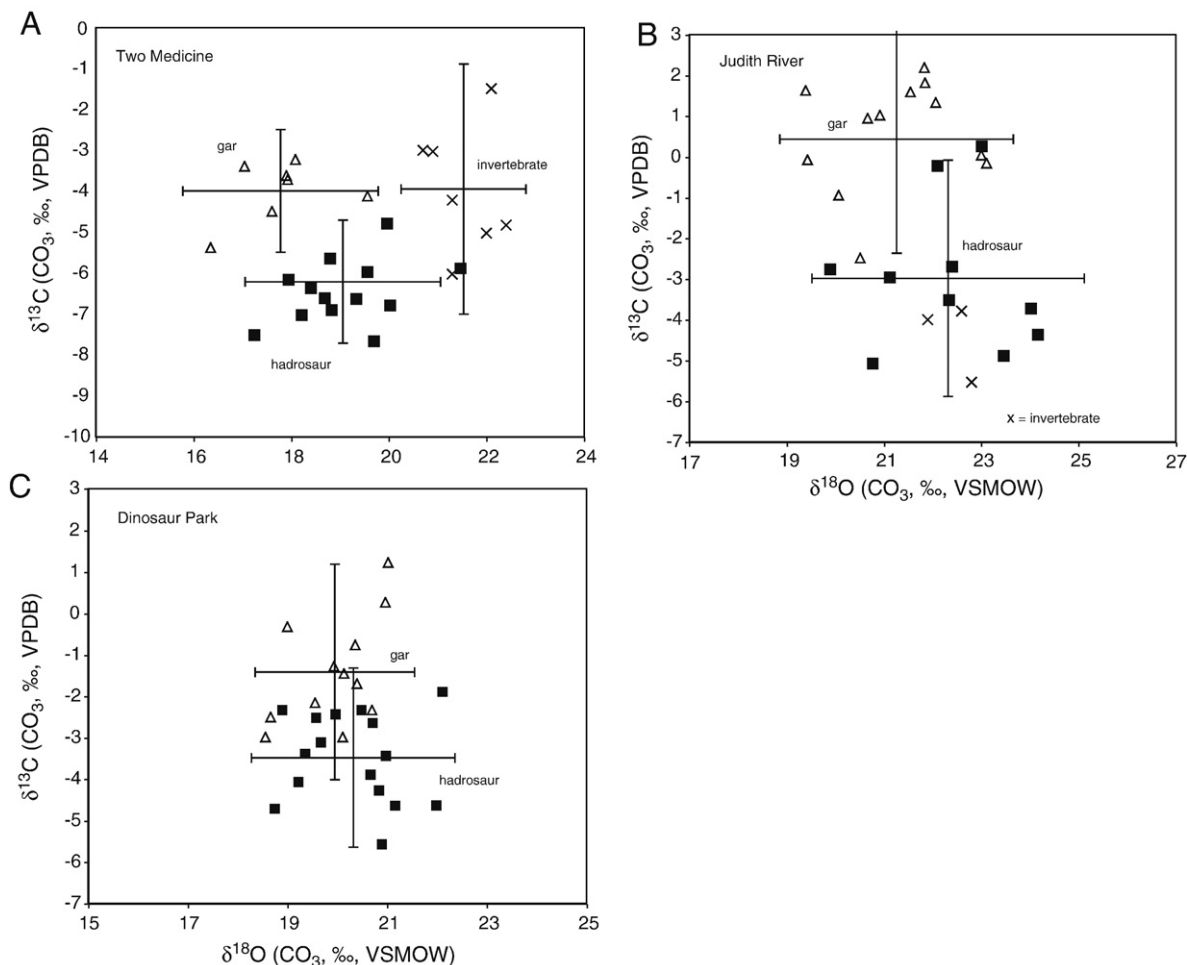 A
Two Medicine
0
-1
-2
-3
-4
-5
-6
-7
-8
-9
-10
δ13C (CO3, ‰, VPDB)
gar
invertebrate
hadrosaur
14
16
18
20
22
24
B
Judith River
3
2
1
0
-1
-2
-3
-4
-5
-6
-7
δ13C (CO3, ‰, VPDB)
gar
hadrosaur
x = invertebrate
17
19
21
23
25
27
δ18O (CO3, ‰, VSMOW)
C
Dinosaur Park
3
2
1
0
-1
-2
-3
-4
-5
-6
-7
δ13C (CO3, ‰, VPDB)
gar
hadrosaur
15
17
19
21
23
25
δ18O (CO3, ‰, VSMOW)